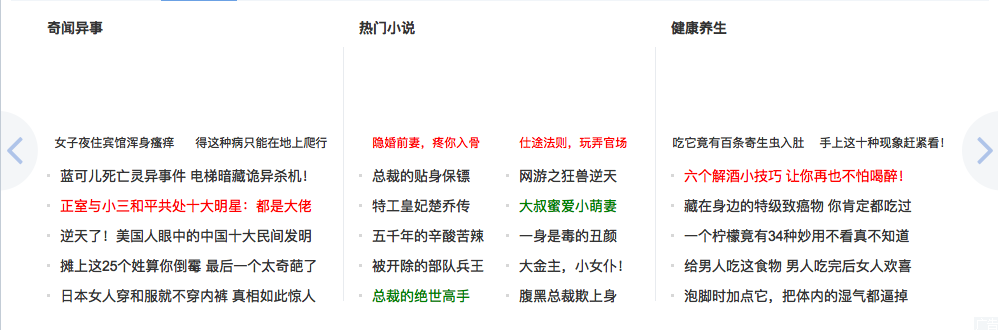 奇闻异事
女子夜住宾馆浑身瘙痒 得这种病只能在地上爬行
蓝可儿死亡灵异事件 电梯暗藏诡异杀机!
正室与小三和平共处十大明星：都是大佬
逆天了！美国人眼中的中国十大民间发明
摊上这25个姓算你倒霉 最后一个太奇葩了
日本女人穿和服就不穿内裤 真相如此惊人
热门小说
隐婚前妻，疼你入骨 仕途法则，玩弄官场
总裁的贴身保镖 网游之狂兽逆天
特工皇妃楚乔传 大叔蜜爱小萌妻
五千年的辛酸苦辣 一身是毒的丑颜
被开除的部队兵王 大金主，小女仆!
总裁的绝世高手 腹黑总裁欺上身
健康养生
吃它竟有百条寄生虫入肚 手上这十种现象赶紧看!
六个解酒小技巧 让你再也不怕喝醉!
藏在身边的特级致癌物 你肯定都吃过
一个柠檬竟有34种妙用不看真不知道
给男人吃这食物 男人吃完后女人欢喜
泡脚时加点它，把体内的湿气都逼掉